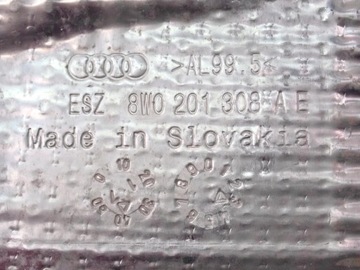 >AL99.5<
ESZ 8W0 201 308 A E
Made in Slovakia